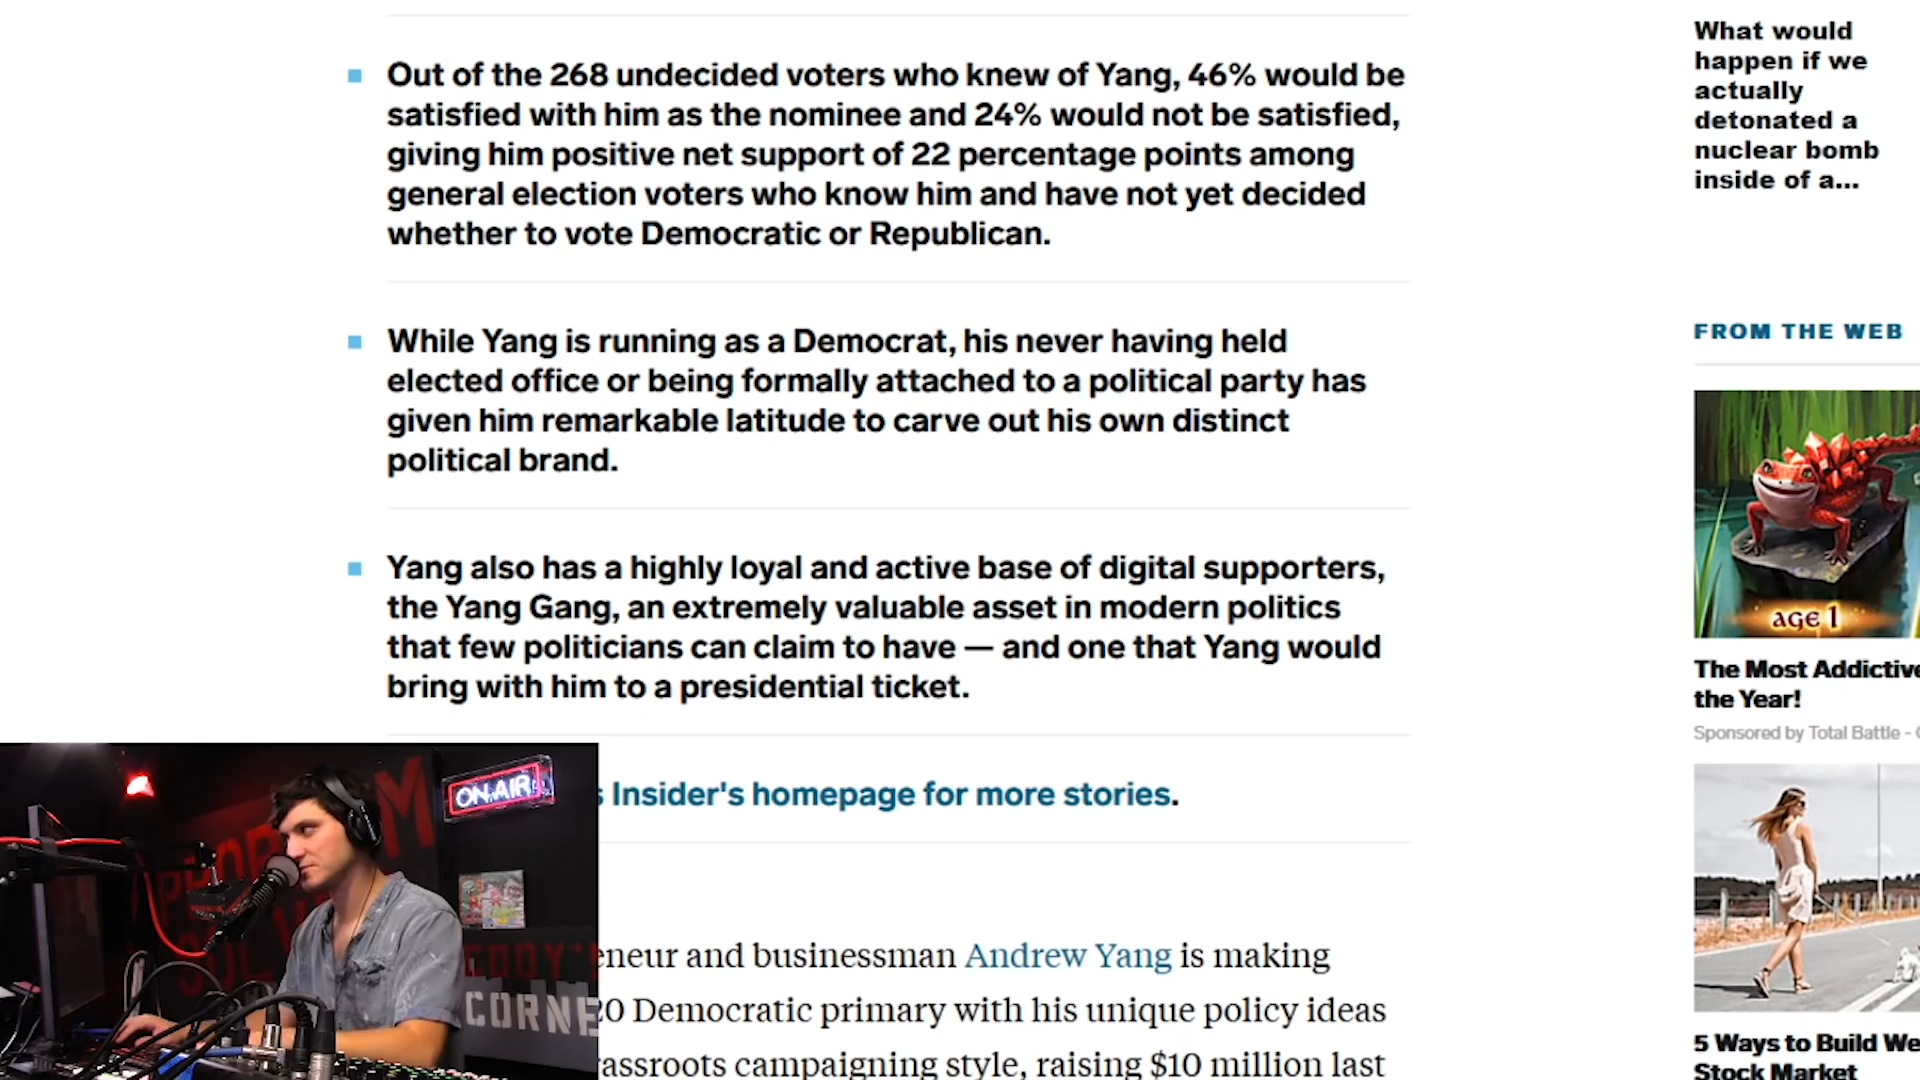 Out of the 268 undecided voters who knew of Yang, 46% would be
satisfied with him as the nominee and 24% would not be satisfied,
giving him positive net support of 22 percentage points among
general election voters who know him and have not yet decided
whether to vote Democratic or Republican.
While Yang is running as a Democrat, his never having held
elected office or being formally attached to a political party has
given him remarkable latitude to carve out his own distinct
political brand.
Yang also has a highly loyal and active base of digital supporters,
the Yang Gang, an extremely valuable asset in modern politics
that few politicians can claim to have — and one that Yang would
bring with him to a presidential ticket.
Insider's homepage for more stories.
eneur and businessman Andrew Yang is making
20 Democratic primary with his unique policy ideas
rassroots campaigning style, raising $10 million last
What would
happen if we
actually
detonated a
nuclear bomb
inside of a...
FROM THE WEB
AGE 1
The Most Addictive
the Year!
Sponsored by Total Battle -
5 Ways to Build We
Stock Market
ON AIR
CORNE